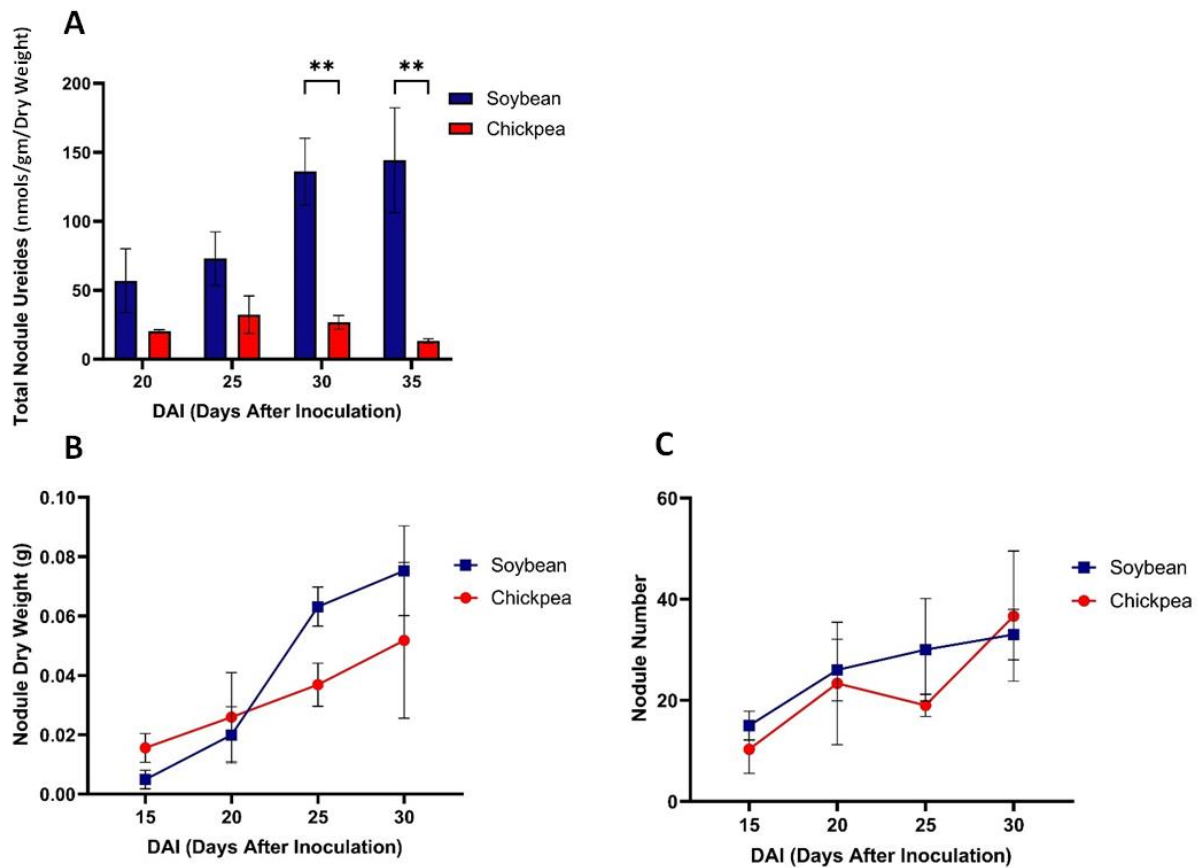 A
Total Nodule Ureides (nmols/gm/Dry Weight)
200
150
100
50
0
** **
Soybean
Chickpea
20 25 30 35
DAI (Days After Inoculation)
B
Nodule Dry Weight (g)
0.10
0.08
0.06
0.04
0.02
0.00
Soybean
Chickpea
15 20 25 30
DAI (Days After Inoculation)
C
Nodule Number
60
40
20
0
Soybean
Chickpea
15 20 25 30
DAI (Days After Inoculation)